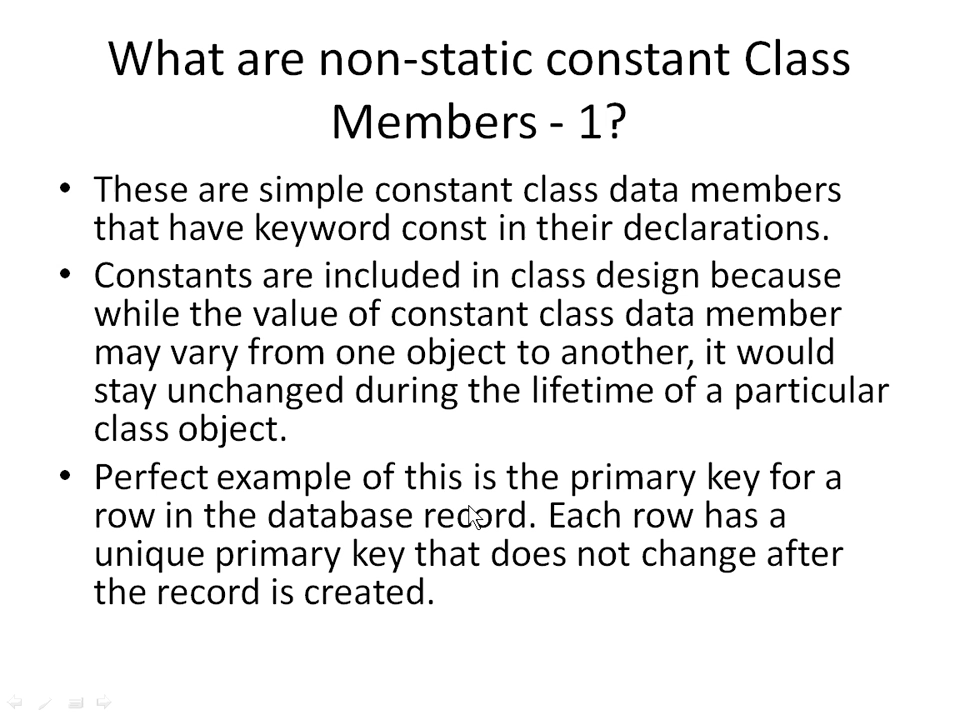 What are non-static constant Class
Members - 1?
• These are simple constant class data members
that have keyword const in their declarations.
• Constants are included in class design because
while the value of constant class data member
may vary from one object to another, it would
stay unchanged during the lifetime of a particular
class object.
• Perfect example of this is the primary key for a
row in the database record. Each row has a
unique primary key that does not change after
the record is created.